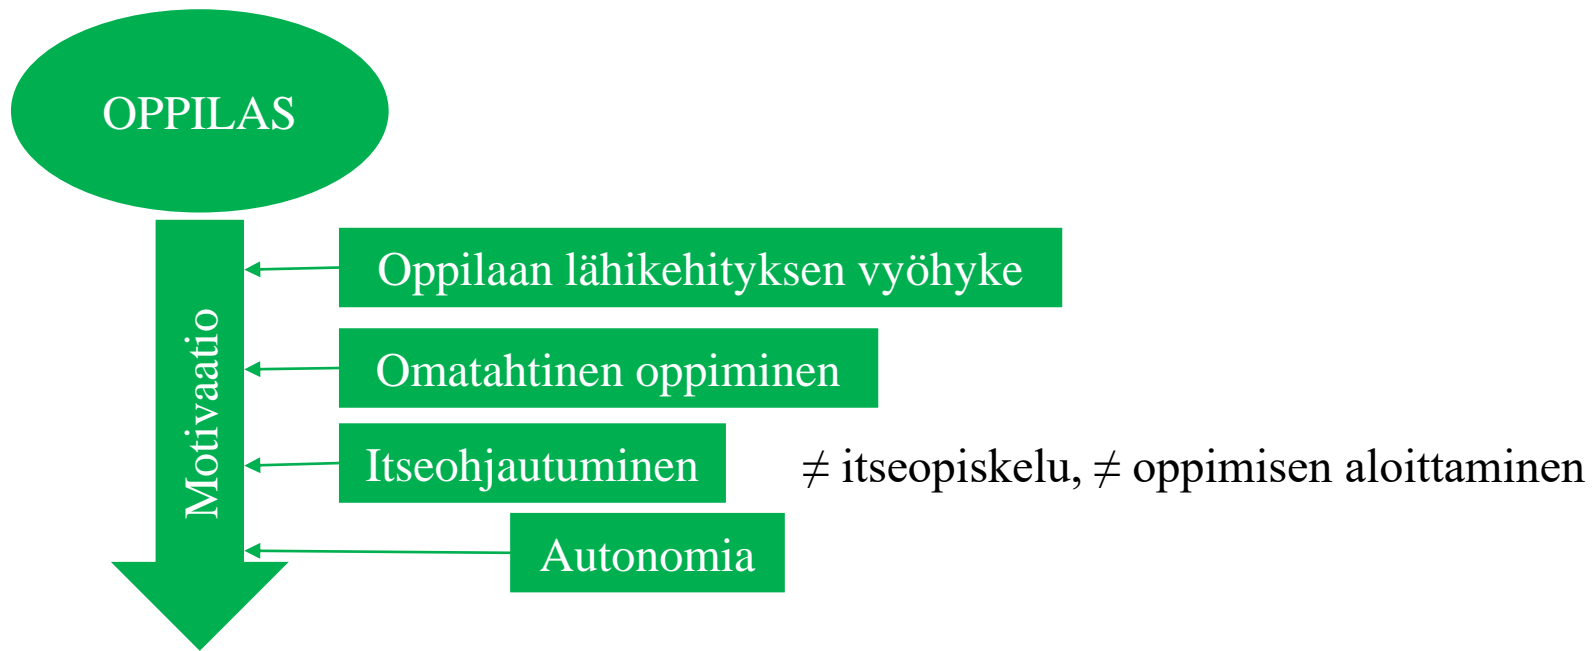 OPPILAS
Motivaatio
Oppilaan lähikehityksen vyöhyke
Omatahtinen oppiminen
Itseohjautuminen ≠ itseopiskelu, ≠ oppimisen aloittaminen
Autonomia